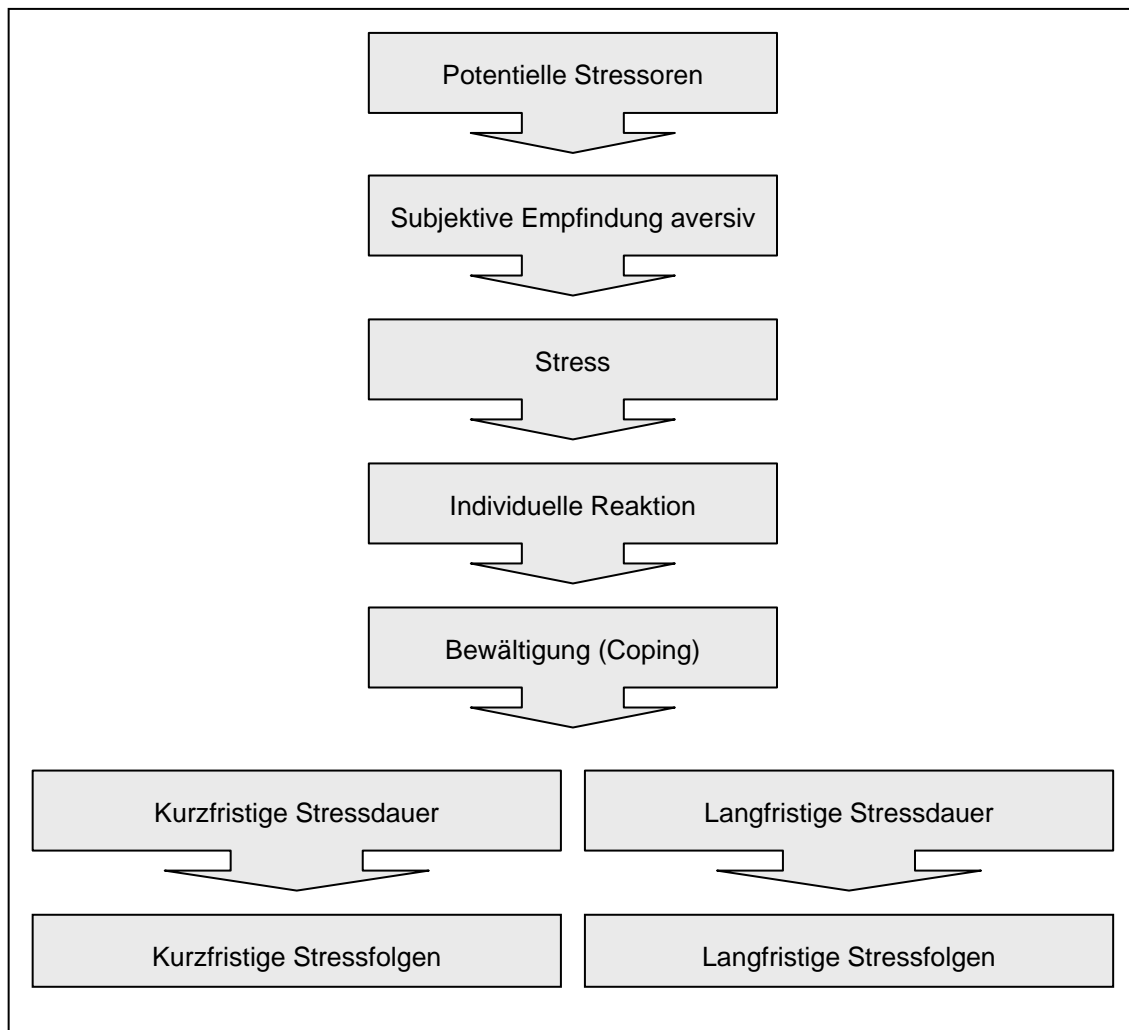 Potentielle Stressoren
Subjektive Empfindung aversiv
Stress
Individuelle Reaktion
Bewältigung (Coping)
Kurzfristige Stressdauer
Langfristige Stressdauer
Kurzfristige Stressfolgen
Langfristige Stressfolgen